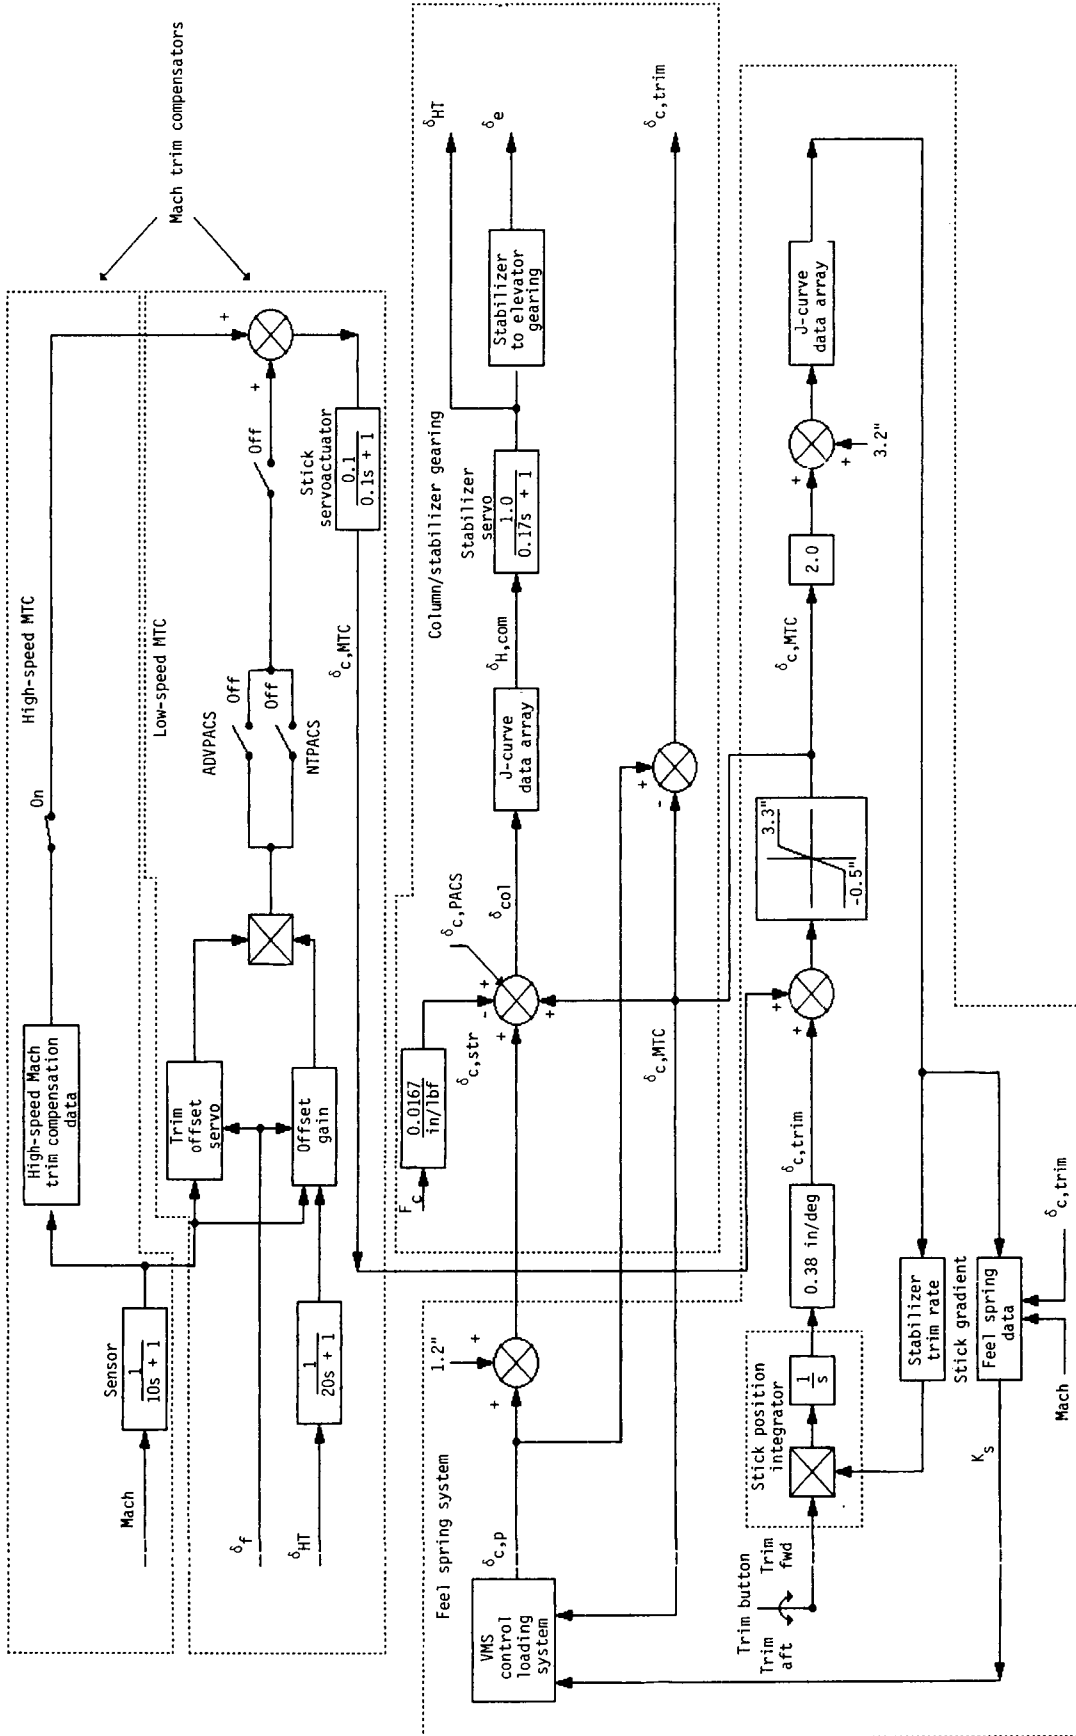 Mach trim compensators
High-speed MTC
On
High-speed Mach
trim compensation
data
Sensor
1
10s + 1
Mach
Low-speed MTC
ADVPACS
Off
Off
NTPACS
Off
+
+
Trim
offset
servo
Offset
gain
1
20s + 1
δf
δHT
Stick
servoactuator
0.1
0.1s + 1
δc,MTC
Column/stabilizer gearing
Fc
0.0167
in/lbf
δc,str
δc,PACS
-
+
+
+
δcol
J-curve
data array
δH,com
Stabilizer
servo
1.0
0.17s + 1
Stabilizer
to elevator
gearing
δHT
δe
δc,trim
+
-
δc,MTC
Feel spring system
VMS
control
loading
system
δc,p
1.2"
+
+
Trim button
Trim
aft
Trim
fwd
Stick position
integrator
1
s
0.38 in/deg
δc,trim
+
+
3.3"
-0.5"
δc,MTC
2.0
+
+
3.2"
J-curve
data array
Stabilizer
trim rate
Stick gradient
Feel spring
data
Ks
Mach
δc,trim